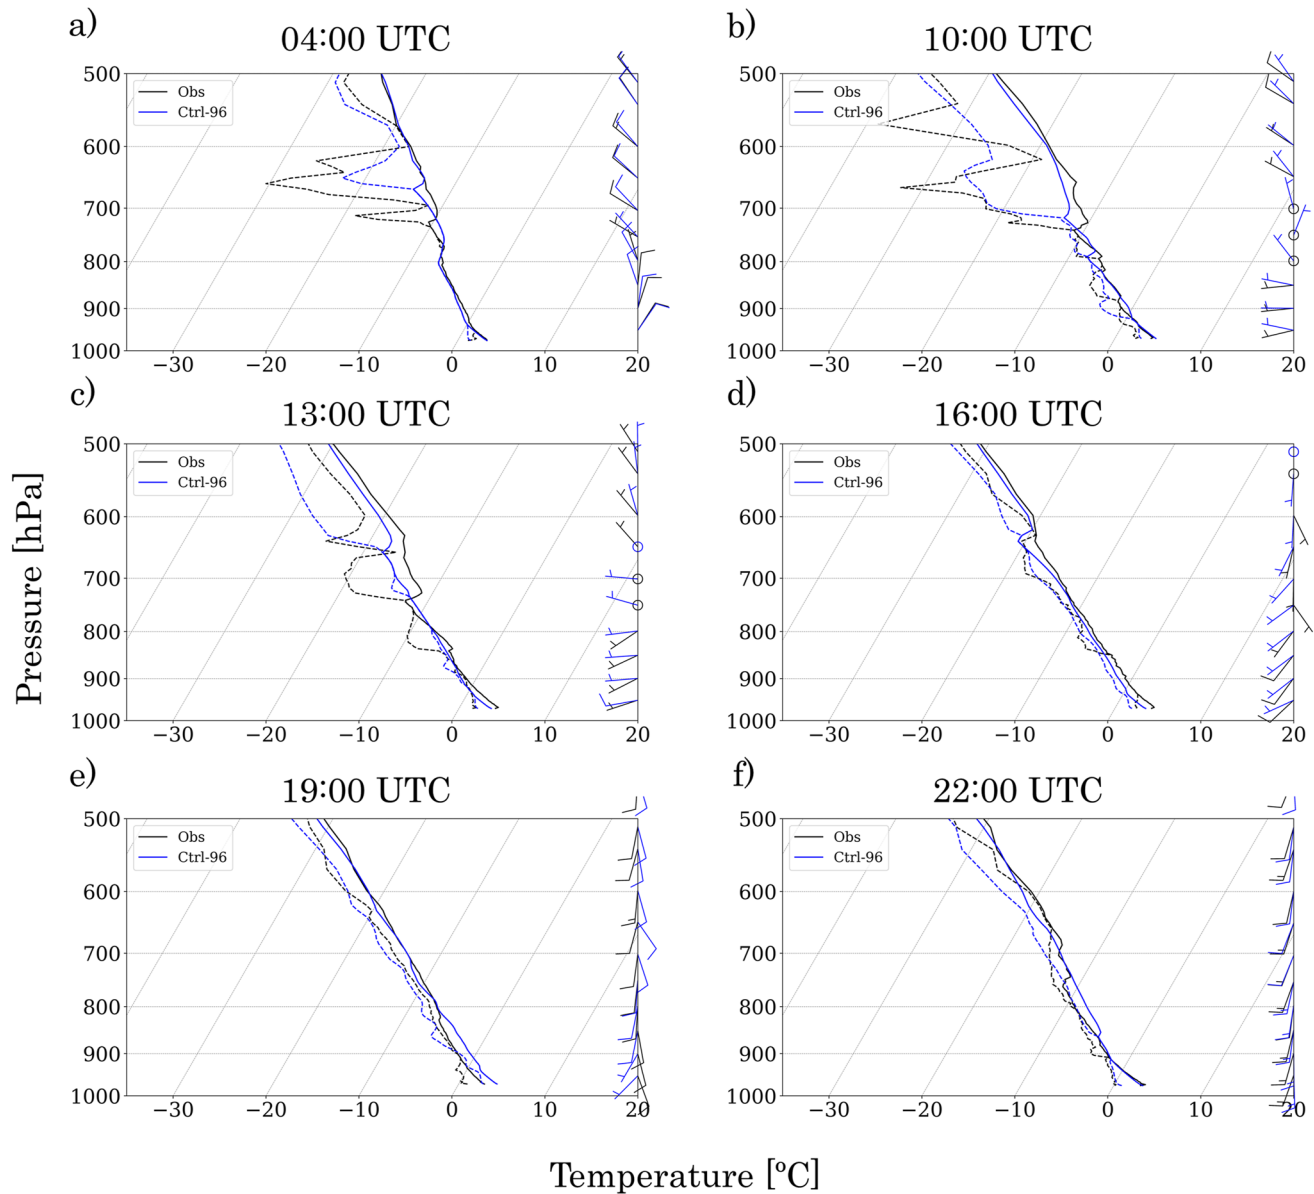 a)
04:00 UTC
500
600
700
800
900
1000
Obs
Ctrl-96
−30
−20
−10
0
10
20
b)
10:00 UTC
500
600
700
800
900
1000
Obs
Ctrl-96
−30
−20
−10
0
10
20
c)
13:00 UTC
500
600
700
800
900
1000
Obs
Ctrl-96
−30
−20
−10
0
10
20
d)
16:00 UTC
500
600
700
800
900
1000
Obs
Ctrl-96
−30
−20
−10
0
10
20
e)
19:00 UTC
500
600
700
800
900
1000
Obs
Ctrl-96
−30
−20
−10
0
10
20
f)
22:00 UTC
500
600
700
800
900
1000
Obs
Ctrl-96
−30
−20
−10
0
10
20
Pressure [hPa]
Temperature [ºC]